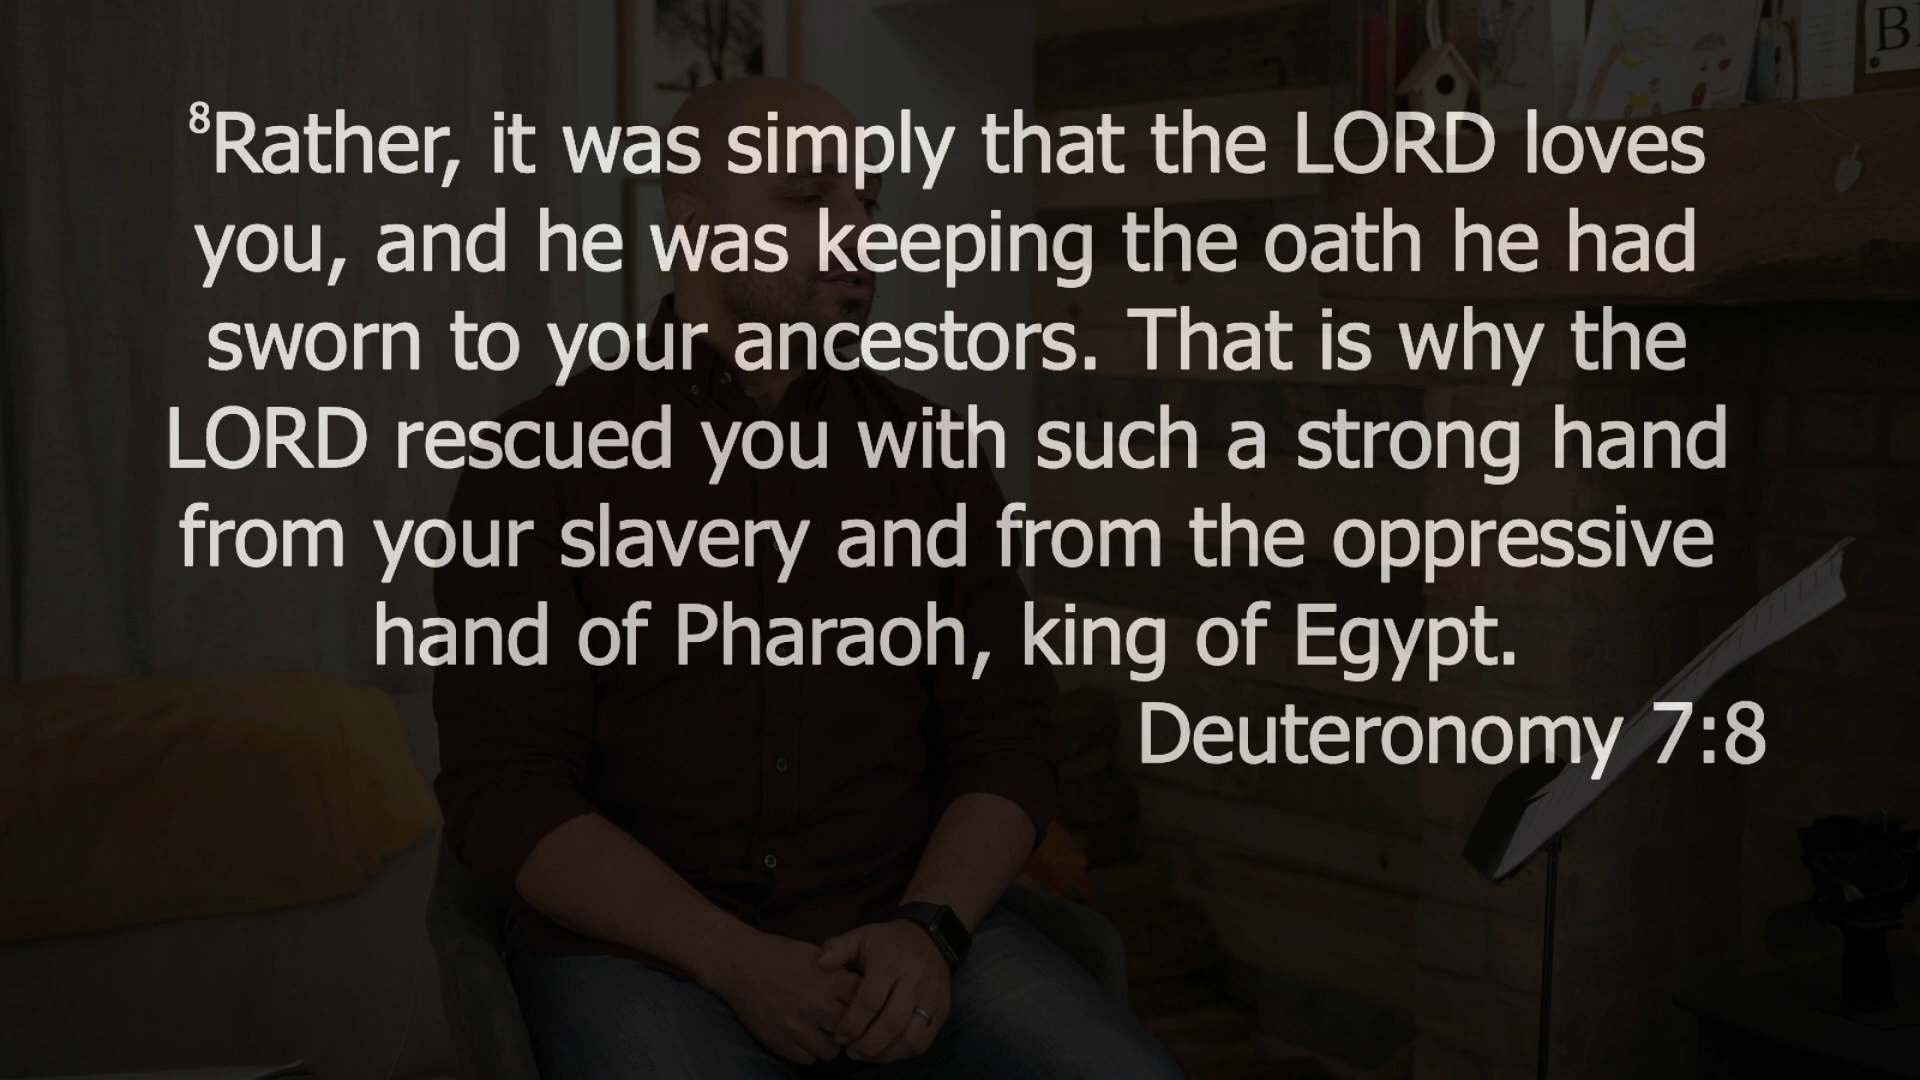 ⁸Rather, it was simply that the LORD loves
you, and he was keeping the oath he had
sworn to your ancestors. That is why the
LORD rescued you with such a strong hand
from your slavery and from the oppressive
hand of Pharaoh, king of Egypt.
Deuteronomy 7:8